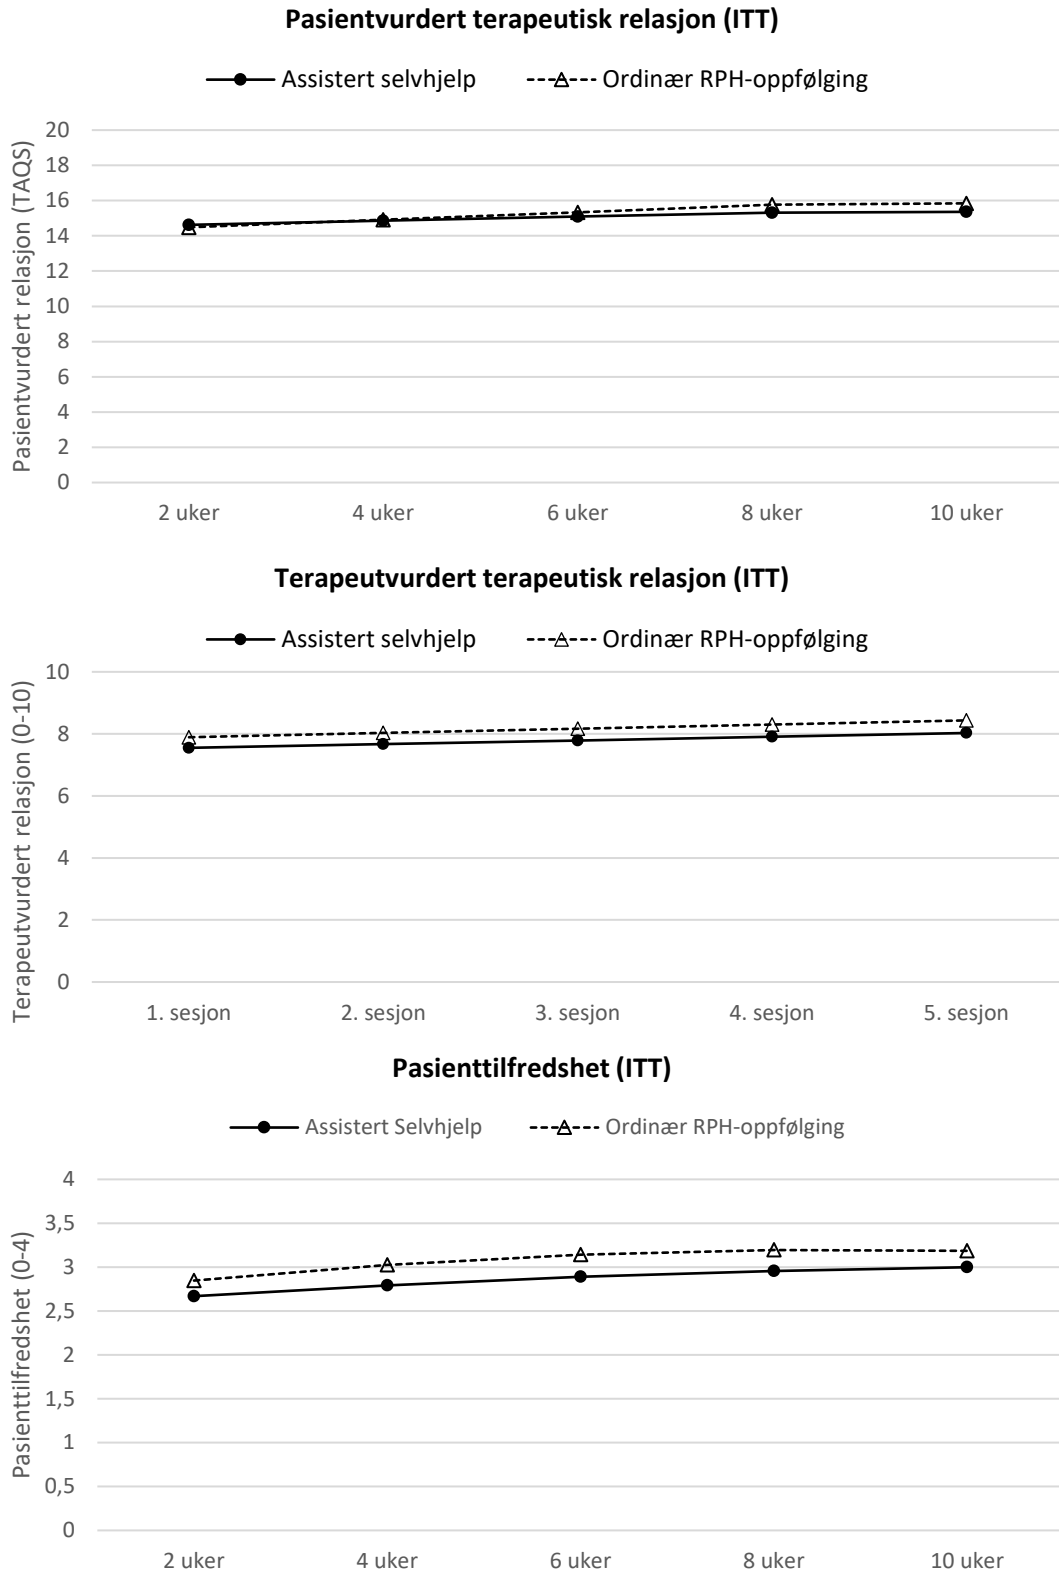 Pasientvurdert terapeutisk relasjon (ITT)
Assistert selvhjelp Ordinær RPH-oppfølging
Pasientvurdert relasjon (TAQS)
20
18
16
14
12
10
8
6
4
2
0
2 uker 4 uker 6 uker 8 uker 10 uker
Terapeutvurdert terapeutisk relasjon (ITT)
Assistert selvhjelp Ordinær RPH-oppfølging
Terapeutvurdert relasjon (0-10)
10
8
6
4
2
0
1. sesjon 2. sesjon 3. sesjon 4. sesjon 5. sesjon
Pasienttilfredshet (ITT)
Assistert Selvhjelp Ordinær RPH-oppfølging
Pasienttilfredshet (0-4)
4
3,5
3
2,5
2
1,5
1
0,5
0
2 uker 4 uker 6 uker 8 uker 10 uker